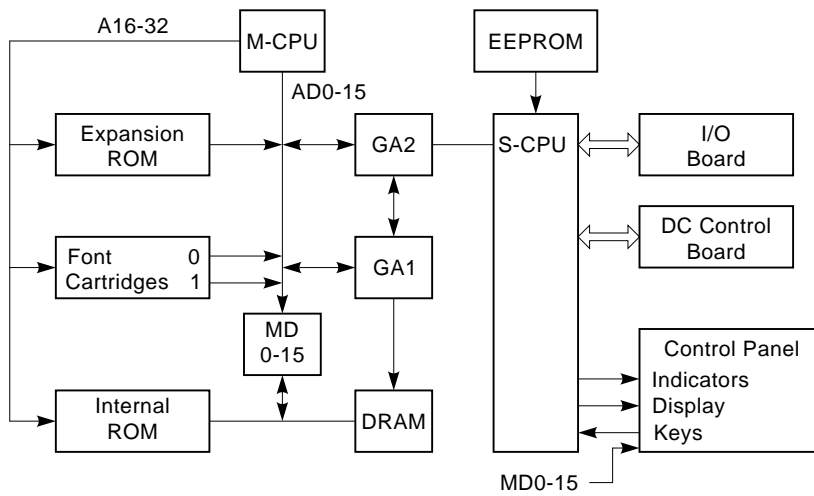 A16-32
M-CPU
EEPROM
AD0-15
Expansion
ROM
GA2
S-CPU
I/O
Board
Font 0
Cartridges 1
GA1
DC Control
Board
MD
0-15
Control Panel
Indicators
Display
Keys
Internal
ROM
DRAM
MD0-15